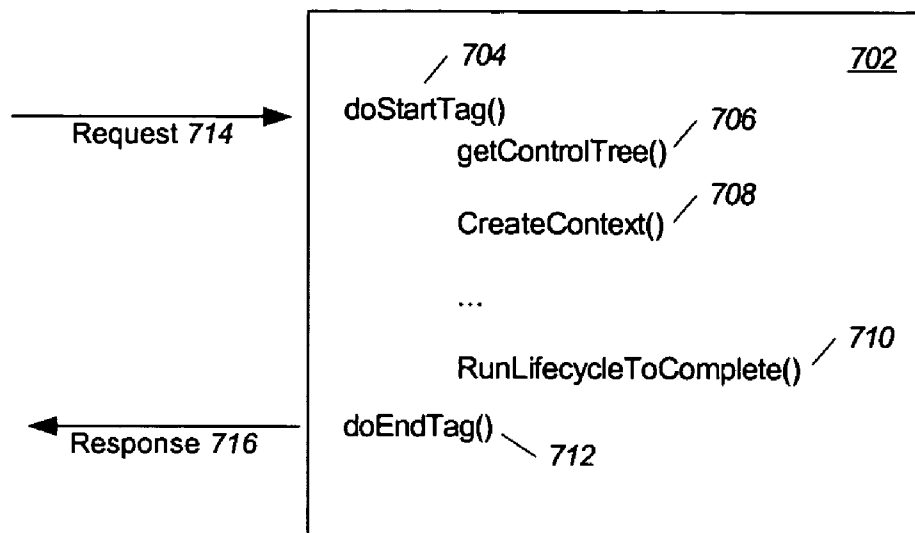 704
702
doStartTag()
Request 714
706
getControlTree()
708
CreateContext()
...
710
RunLifecycleToComplete()
doEndTag()
Response 716
712